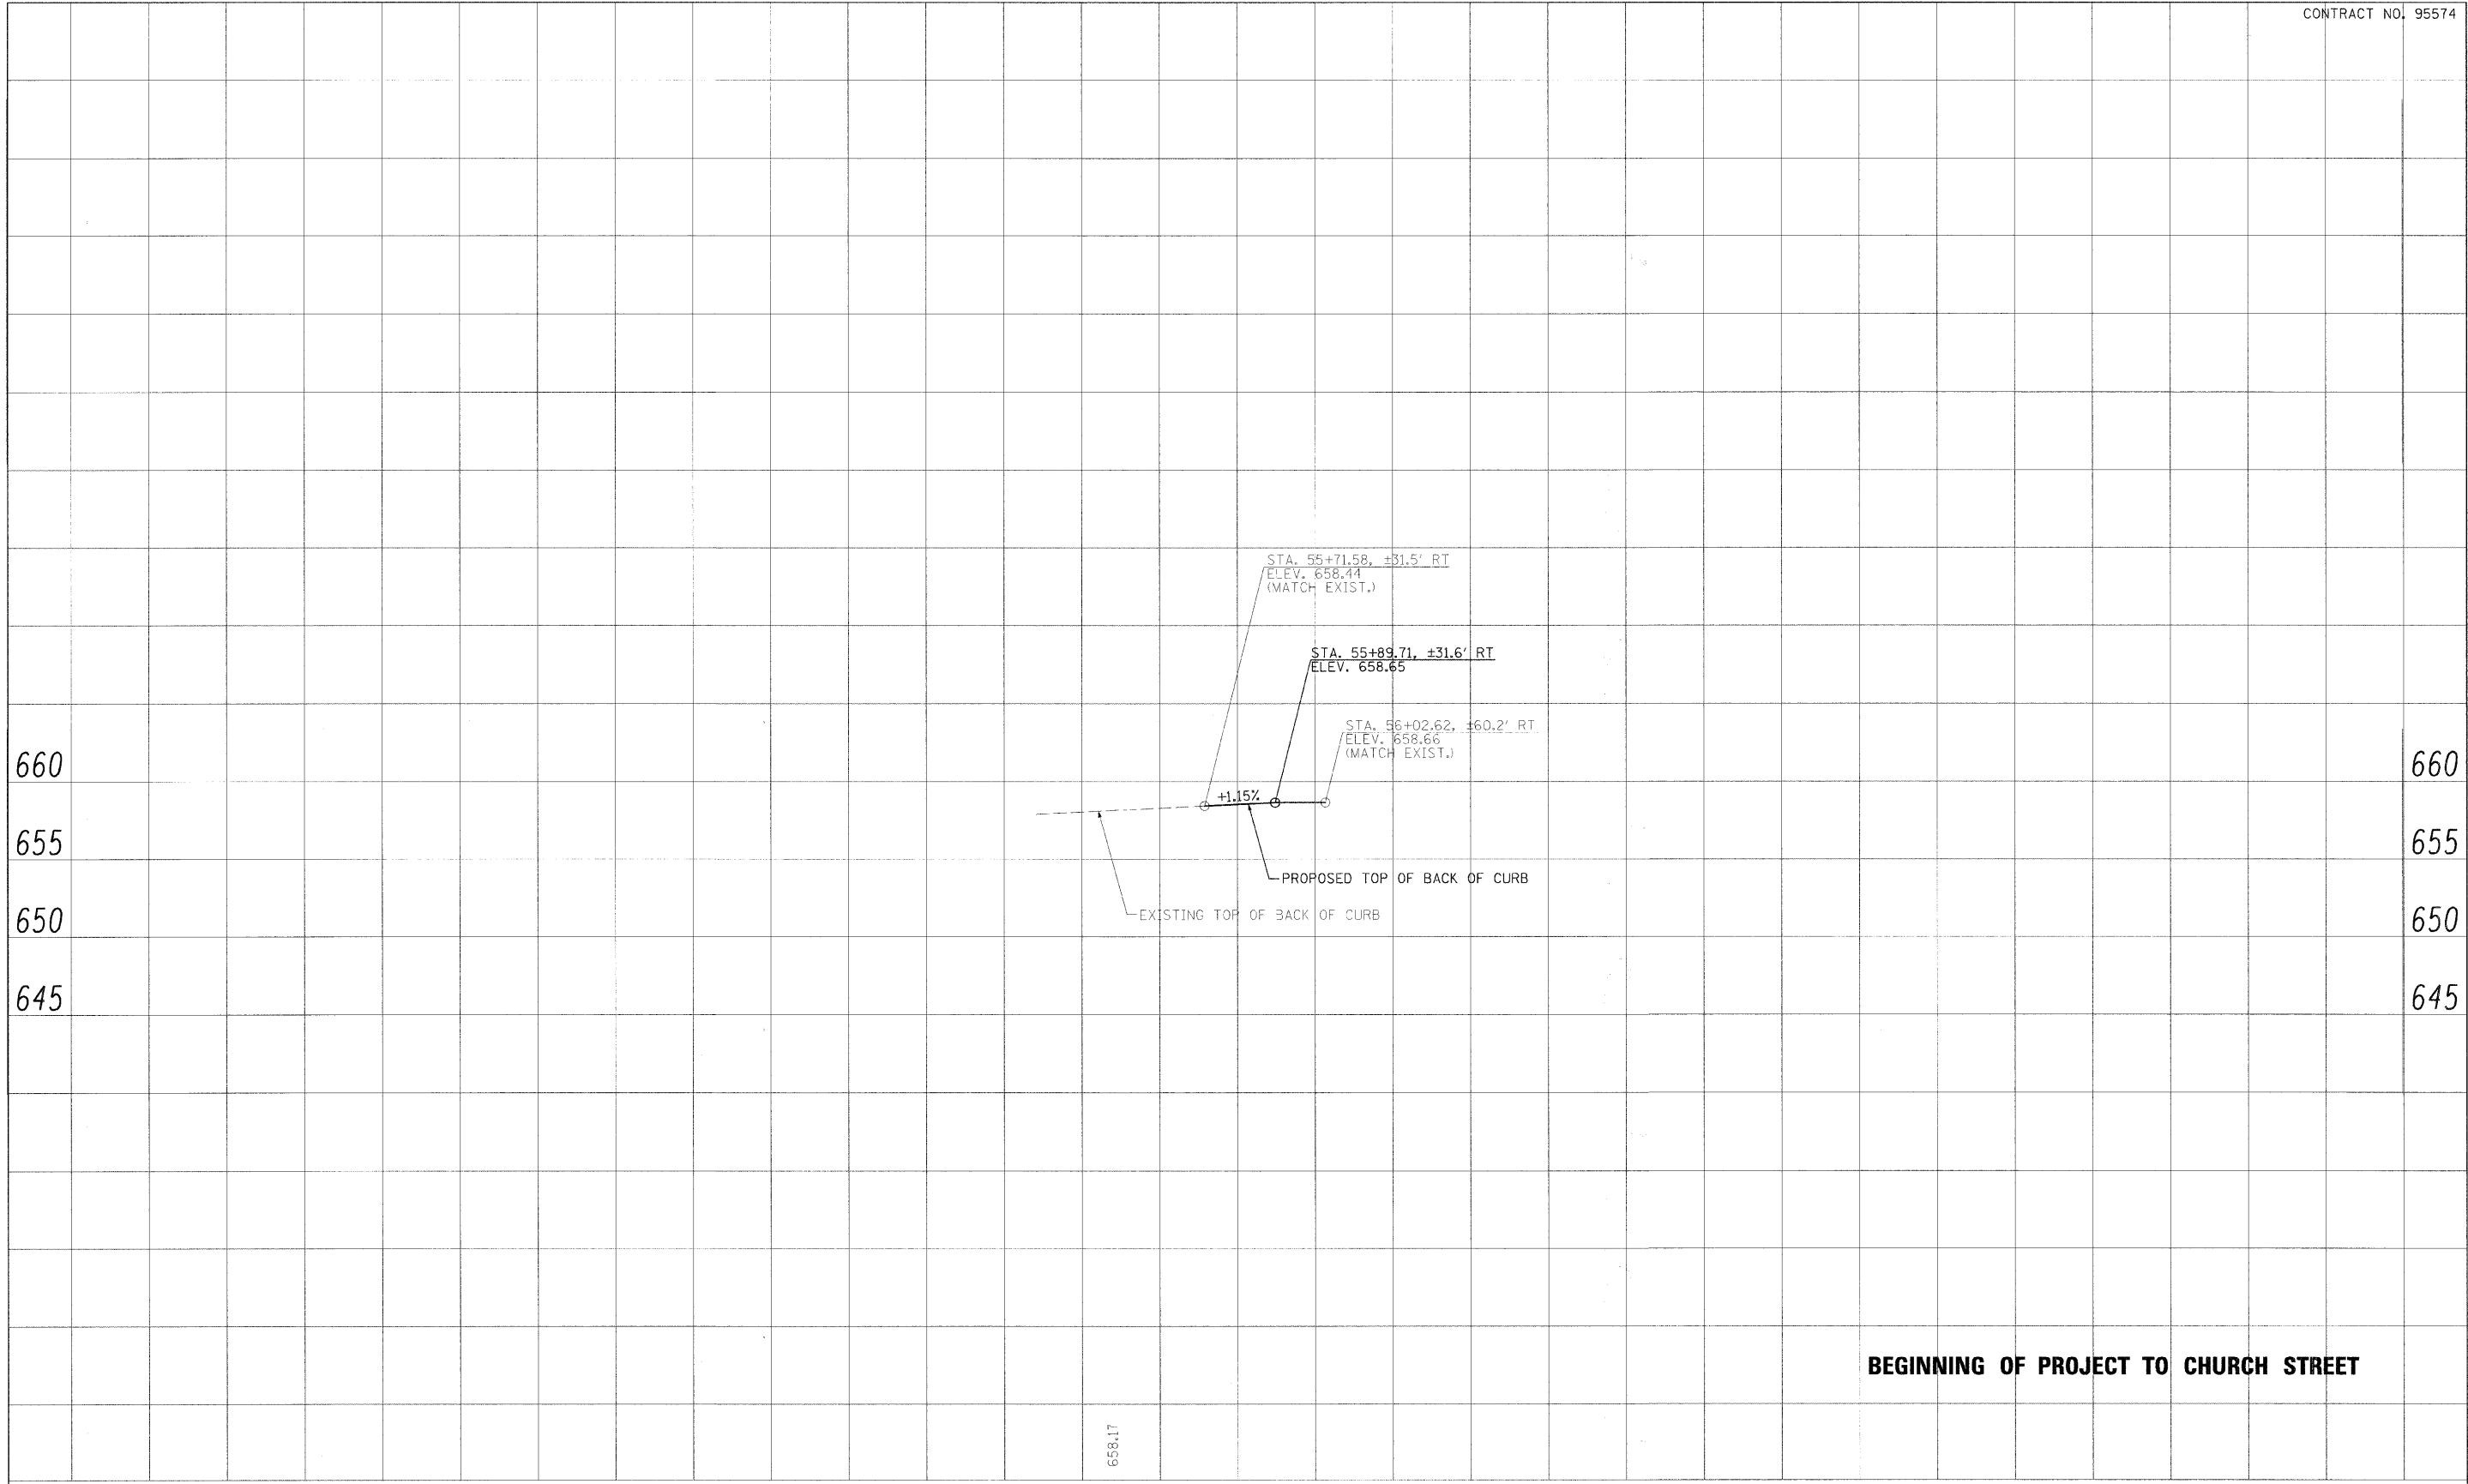 CONTRACT NO. 95574
STA. 55+71.58, ±31.5' RT
ELEV. 658.44
(MATCH EXIST.)
STA. 55+89.71, ±31.6' RT
ELEV. 658.65
STA. 56+02.62, ±60.2' RT
ELEV. 658.66
(MATCH EXIST.)
660
660
+1.15%
655
655
PROPOSED TOP OF BACK OF CURB
EXISTING TOP OF BACK OF CURB
650
650
645
645
BEGINNING OF PROJECT TO CHURCH STREET
658.17